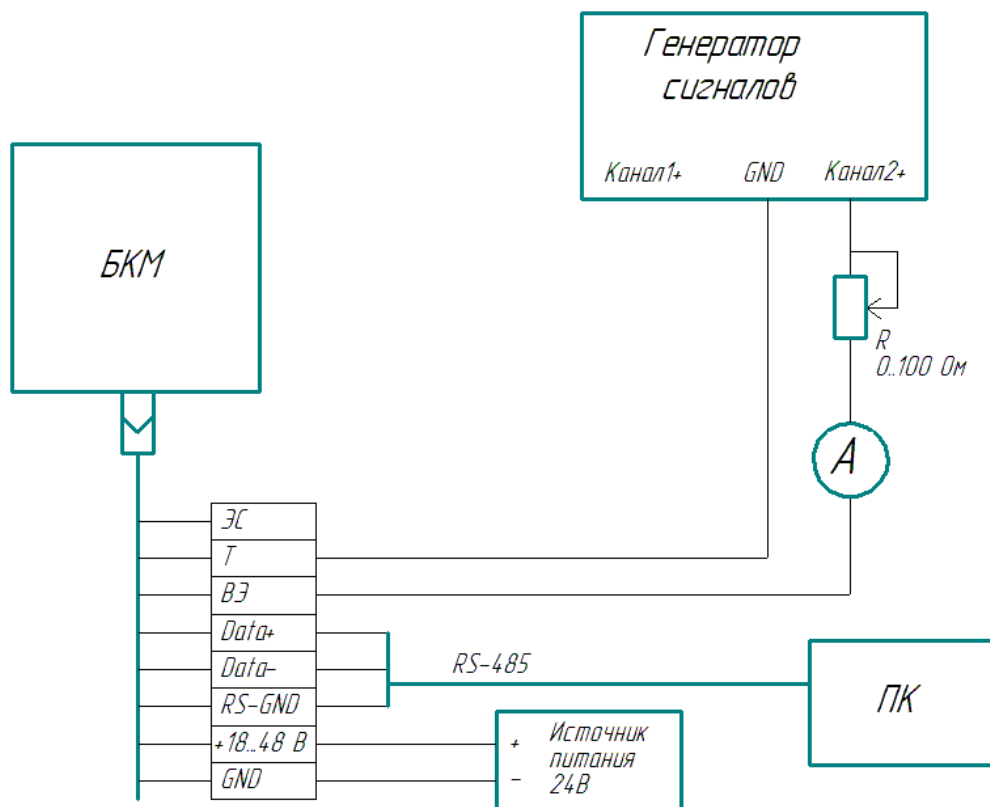 Генератор
сигналов
Канал1+ GND Канал2+
БКМ
R
0..100 Ом
А
ЭС
Т
ВЭ
Data+
Data-
RS-GND
+18...48 В
GND
RS-485
ПК
+ Источник
питания
- 24В